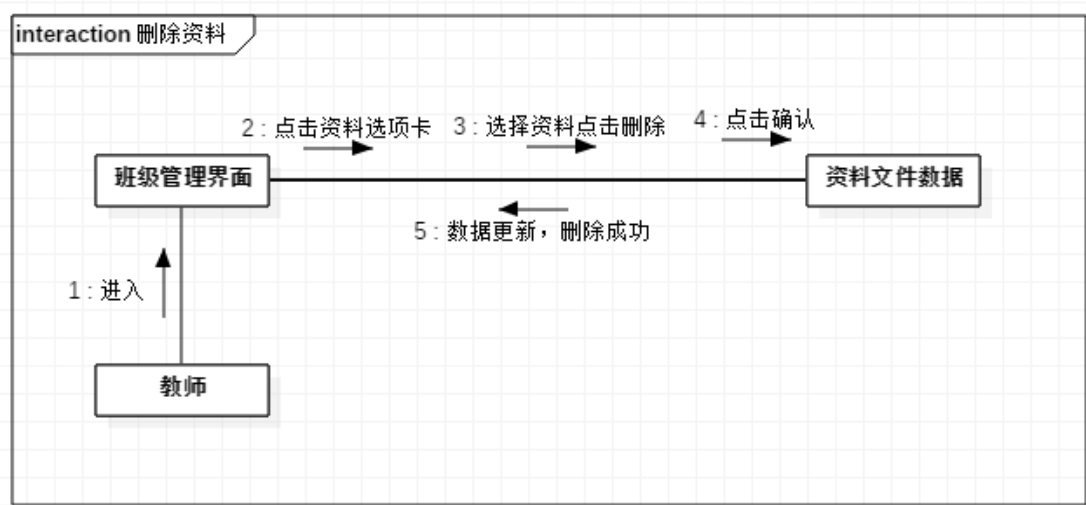 interaction 删除资料
2 : 点击资料选项卡
3 : 选择资料点击删除
4 : 点击确认
班级管理界面
资料文件数据
5 : 数据更新，删除成功
1 : 进入
教师